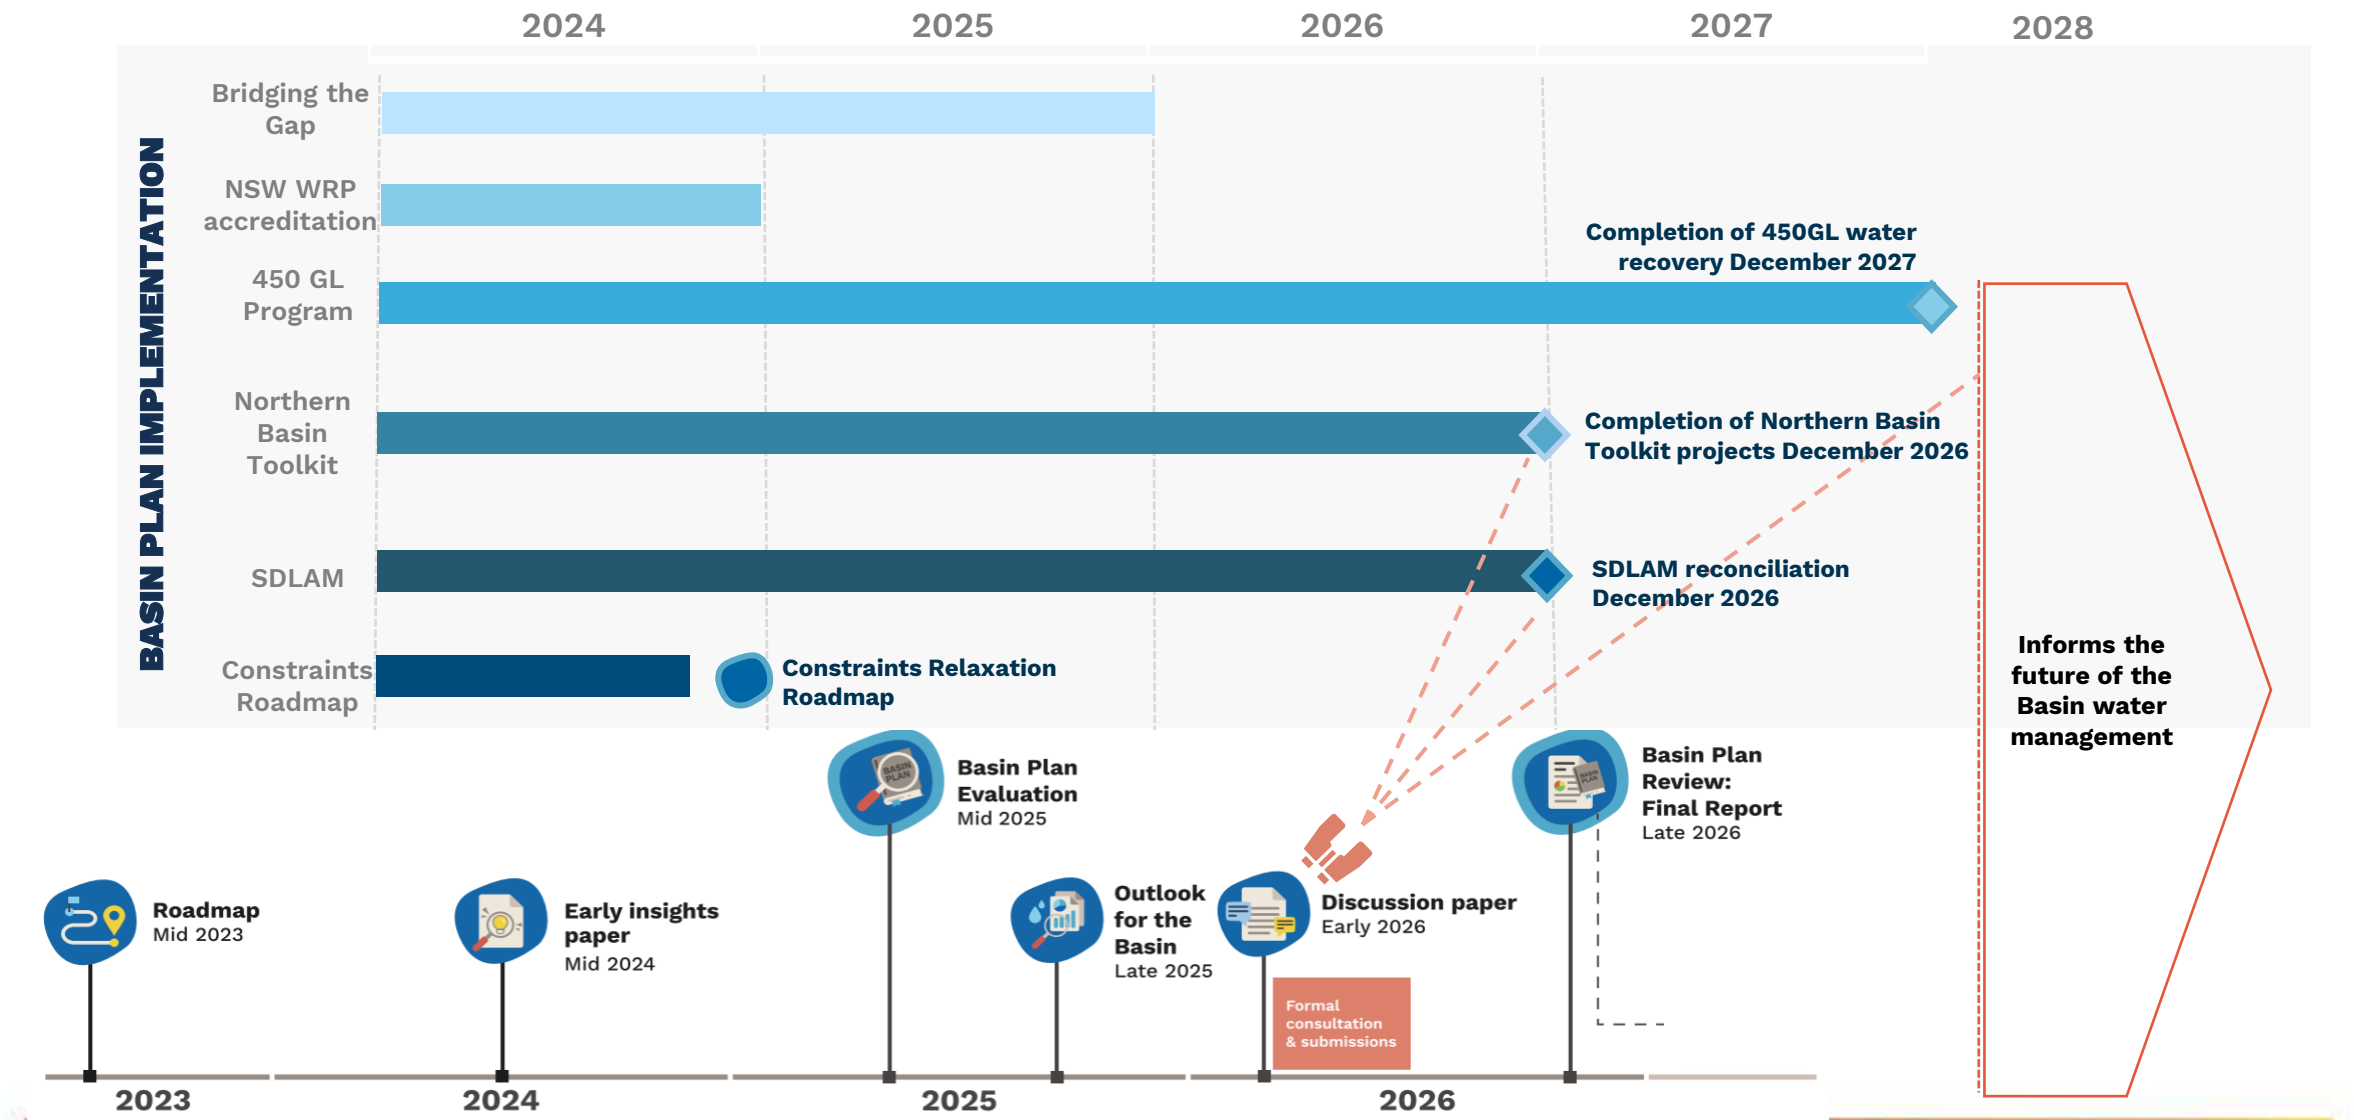 2024
2025
2026
2027
2028
BASIN PLAN IMPLEMENTATION
Bridging the
Gap
NSW WRP
accreditation
450 GL
Program
Completion of 450GL water
recovery December 2027
Northern
Basin
Toolkit
Completion of Northern Basin
Toolkit projects December 2026
SDLAM
SDLAM reconciliation
December 2026
Constraints
Roadmap
Constraints Relaxation
Roadmap
Informs the
future of the
Basin water
management
Roadmap
Mid 2023
Early insights
paper
Mid 2024
BASIN
PLAN
Basin Plan
Evaluation
Mid 2025
Outlook
for the
Basin
Late 2025
Discussion paper
Early 2026
Formal
consultation
& submissions
BASIN
PLAN
Basin Plan
Review:
Final Report
Late 2026
2023
2024
2025
2026